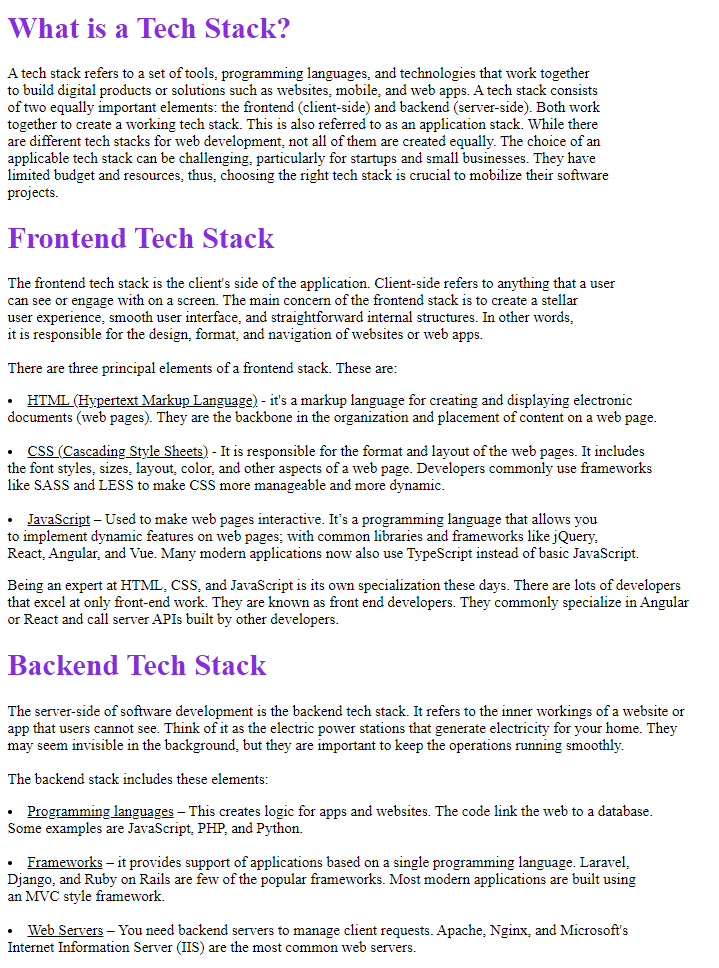 What is a Tech Stack?
A tech stack refers to a set of tools, programming languages, and technologies that work together
to build digital products or solutions such as websites, mobile, and web apps. A tech stack consists
of two equally important elements: the frontend (client-side) and backend (server-side). Both work
together to create a working tech stack. This is also referred to as an application stack. While there
are different tech stacks for web development, not all of them are created equally. The choice of an
applicable tech stack can be challenging, particularly for startups and small businesses. They have
limited budget and resources, thus, choosing the right tech stack is crucial to mobilize their software
projects.
Frontend Tech Stack
The frontend tech stack is the client's side of the application. Client-side refers to anything that a user
can see or engage with on a screen. The main concern of the frontend stack is to create a stellar
user experience, smooth user interface, and straightforward internal structures. In other words,
it is responsible for the design, format, and navigation of websites or web apps.
There are three principal elements of a frontend stack. These are:
• HTML (Hypertext Markup Language) - it's a markup language for creating and displaying electronic
documents (web pages). They are the backbone in the organization and placement of content on a web page.
• CSS (Cascading Style Sheets) - It is responsible for the format and layout of the web pages. It includes
the font styles, sizes, layout, color, and other aspects of a web page. Developers commonly use frameworks
like SASS and LESS to make CSS more manageable and more dynamic.
• JavaScript – Used to make web pages interactive. It’s a programming language that allows you
to implement dynamic features on web pages; with common libraries and frameworks like jQuery,
React, Angular, and Vue. Many modern applications now also use TypeScript instead of basic JavaScript.
Being an expert at HTML, CSS, and JavaScript is its own specialization these days. There are lots of developers
that excel at only front-end work. They are known as front end developers. They commonly specialize in Angular
or React and call server APIs built by other developers.
Backend Tech Stack
The server-side of software development is the backend tech stack. It refers to the inner workings of a website or
app that users cannot see. Think of it as the electric power stations that generate electricity for your home. They
may seem invisible in the background, but they are important to keep the operations running smoothly.
The backend stack includes these elements:
• Programming languages – This creates logic for apps and websites. The code link the web to a database.
Some examples are JavaScript, PHP, and Python.
• Frameworks – it provides support of applications based on a single programming language. Laravel,
Django, and Ruby on Rails are few of the popular frameworks. Most modern applications are built using
an MVC style framework.
• Web Servers – You need backend servers to manage client requests. Apache, Nginx, and Microsoft's
Internet Information Server (IIS) are the most common web servers.